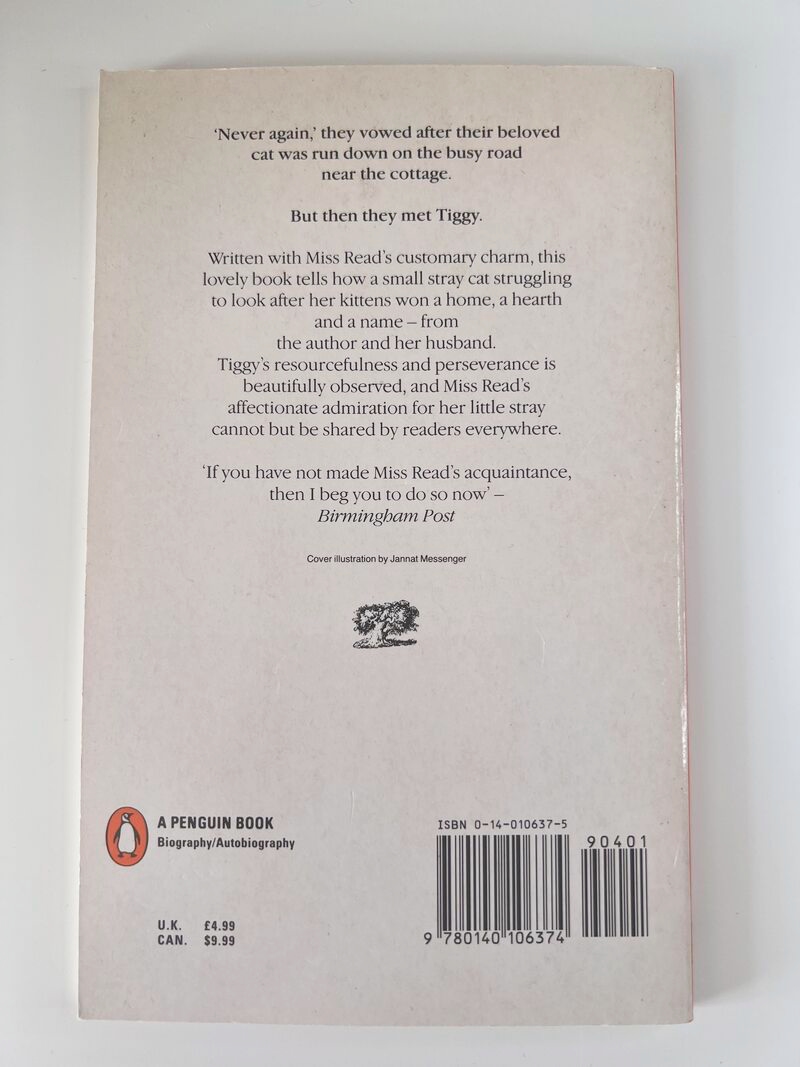 ‘Never again,’ they vowed after their beloved
cat was run down on the busy road
near the cottage.
But then they met Tiggy.
Written with Miss Read’s customary charm, this
lovely book tells how a small stray cat struggling
to look after her kittens won a home, a hearth
and a name – from
the author and her husband.
Tiggy’s resourcefulness and perseverance is
beautifully observed, and Miss Read’s
affectionate admiration for her little stray
cannot but be shared by readers everywhere.
‘If you have not made Miss Read’s acquaintance,
then I beg you to do so now’ –
Birmingham Post
Cover illustration by Jannat Messenger
A PENGUIN BOOK
Biography/Autobiography
U.K. £4.99
CAN. $9.99
ISBN 0-14-010637-5
90401
9 780140 106374